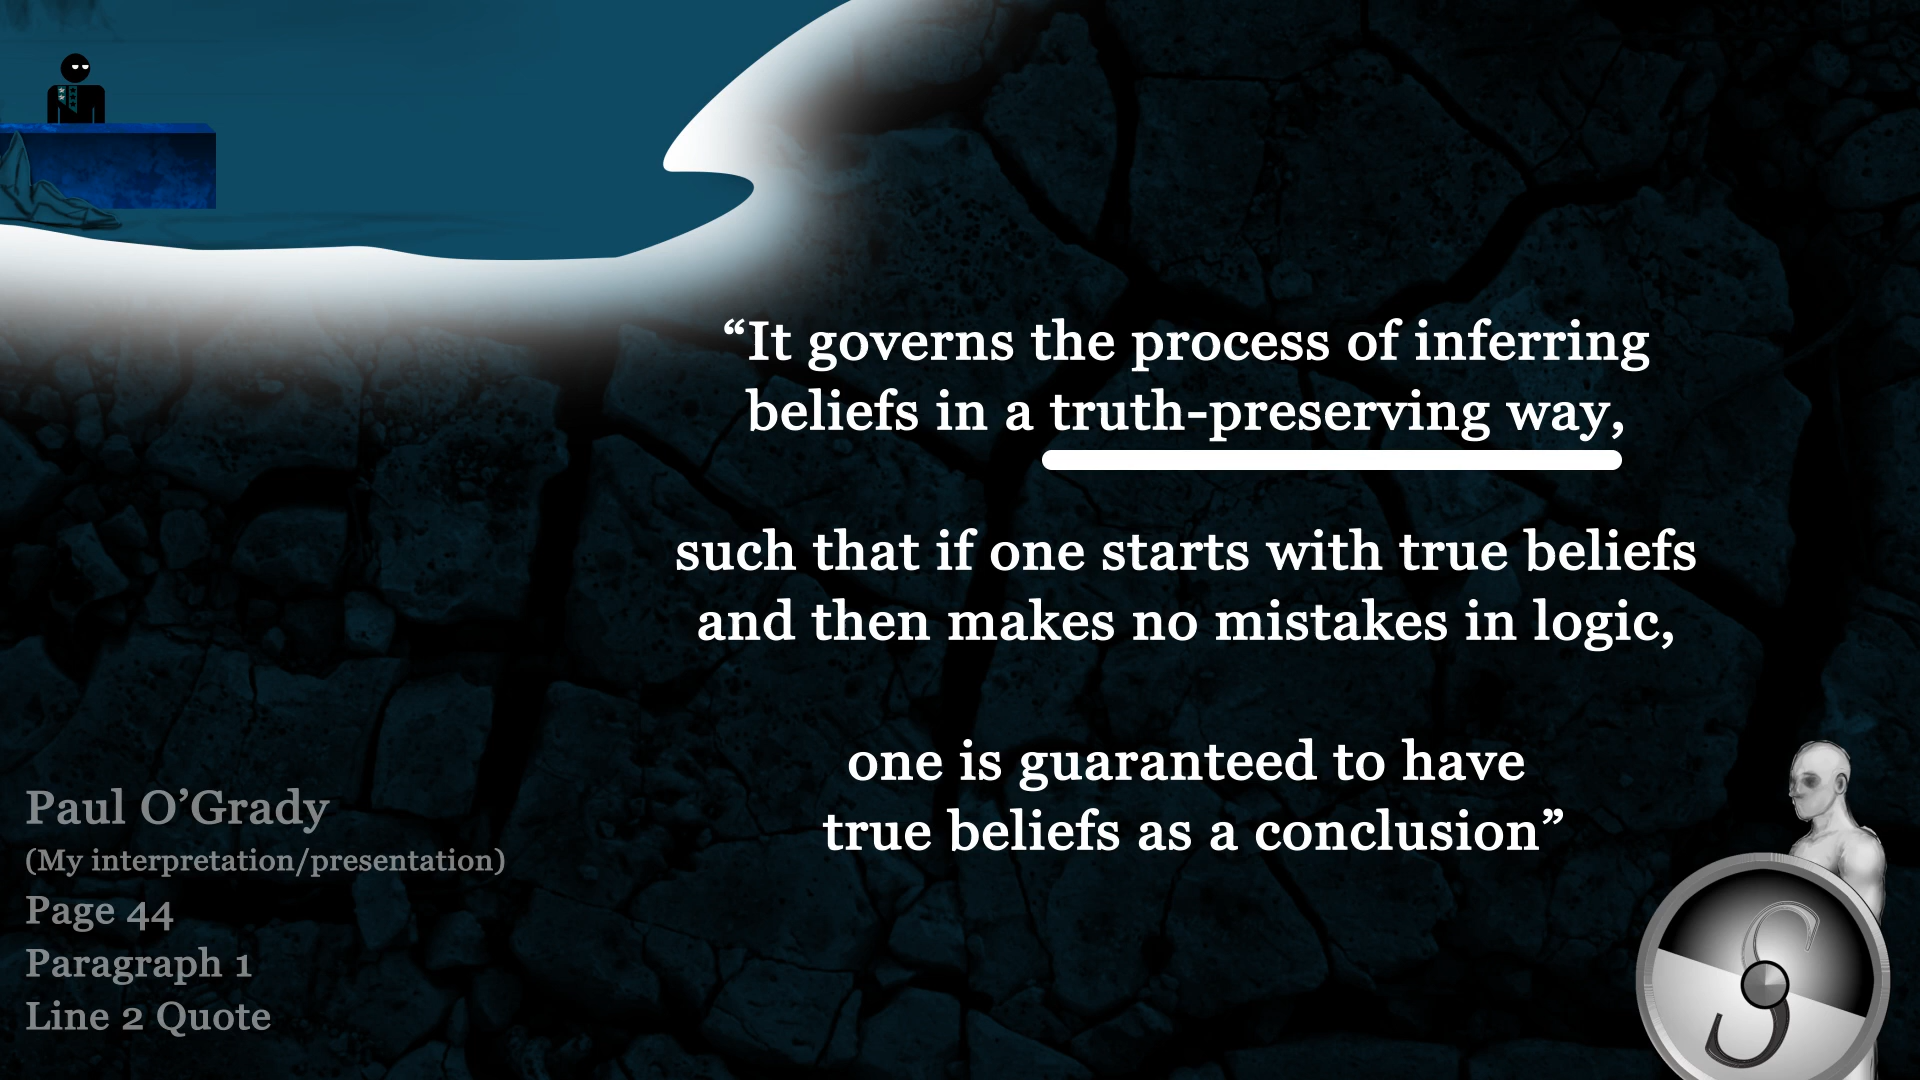 “It governs the process of inferring
beliefs in a truth-preserving way,
such that if one starts with true beliefs
and then makes no mistakes in logic,
one is guaranteed to have
true beliefs as a conclusion”
Paul O’Grady
(My interpretation/presentation)
Page 44
Paragraph 1
Line 2 Quote
S